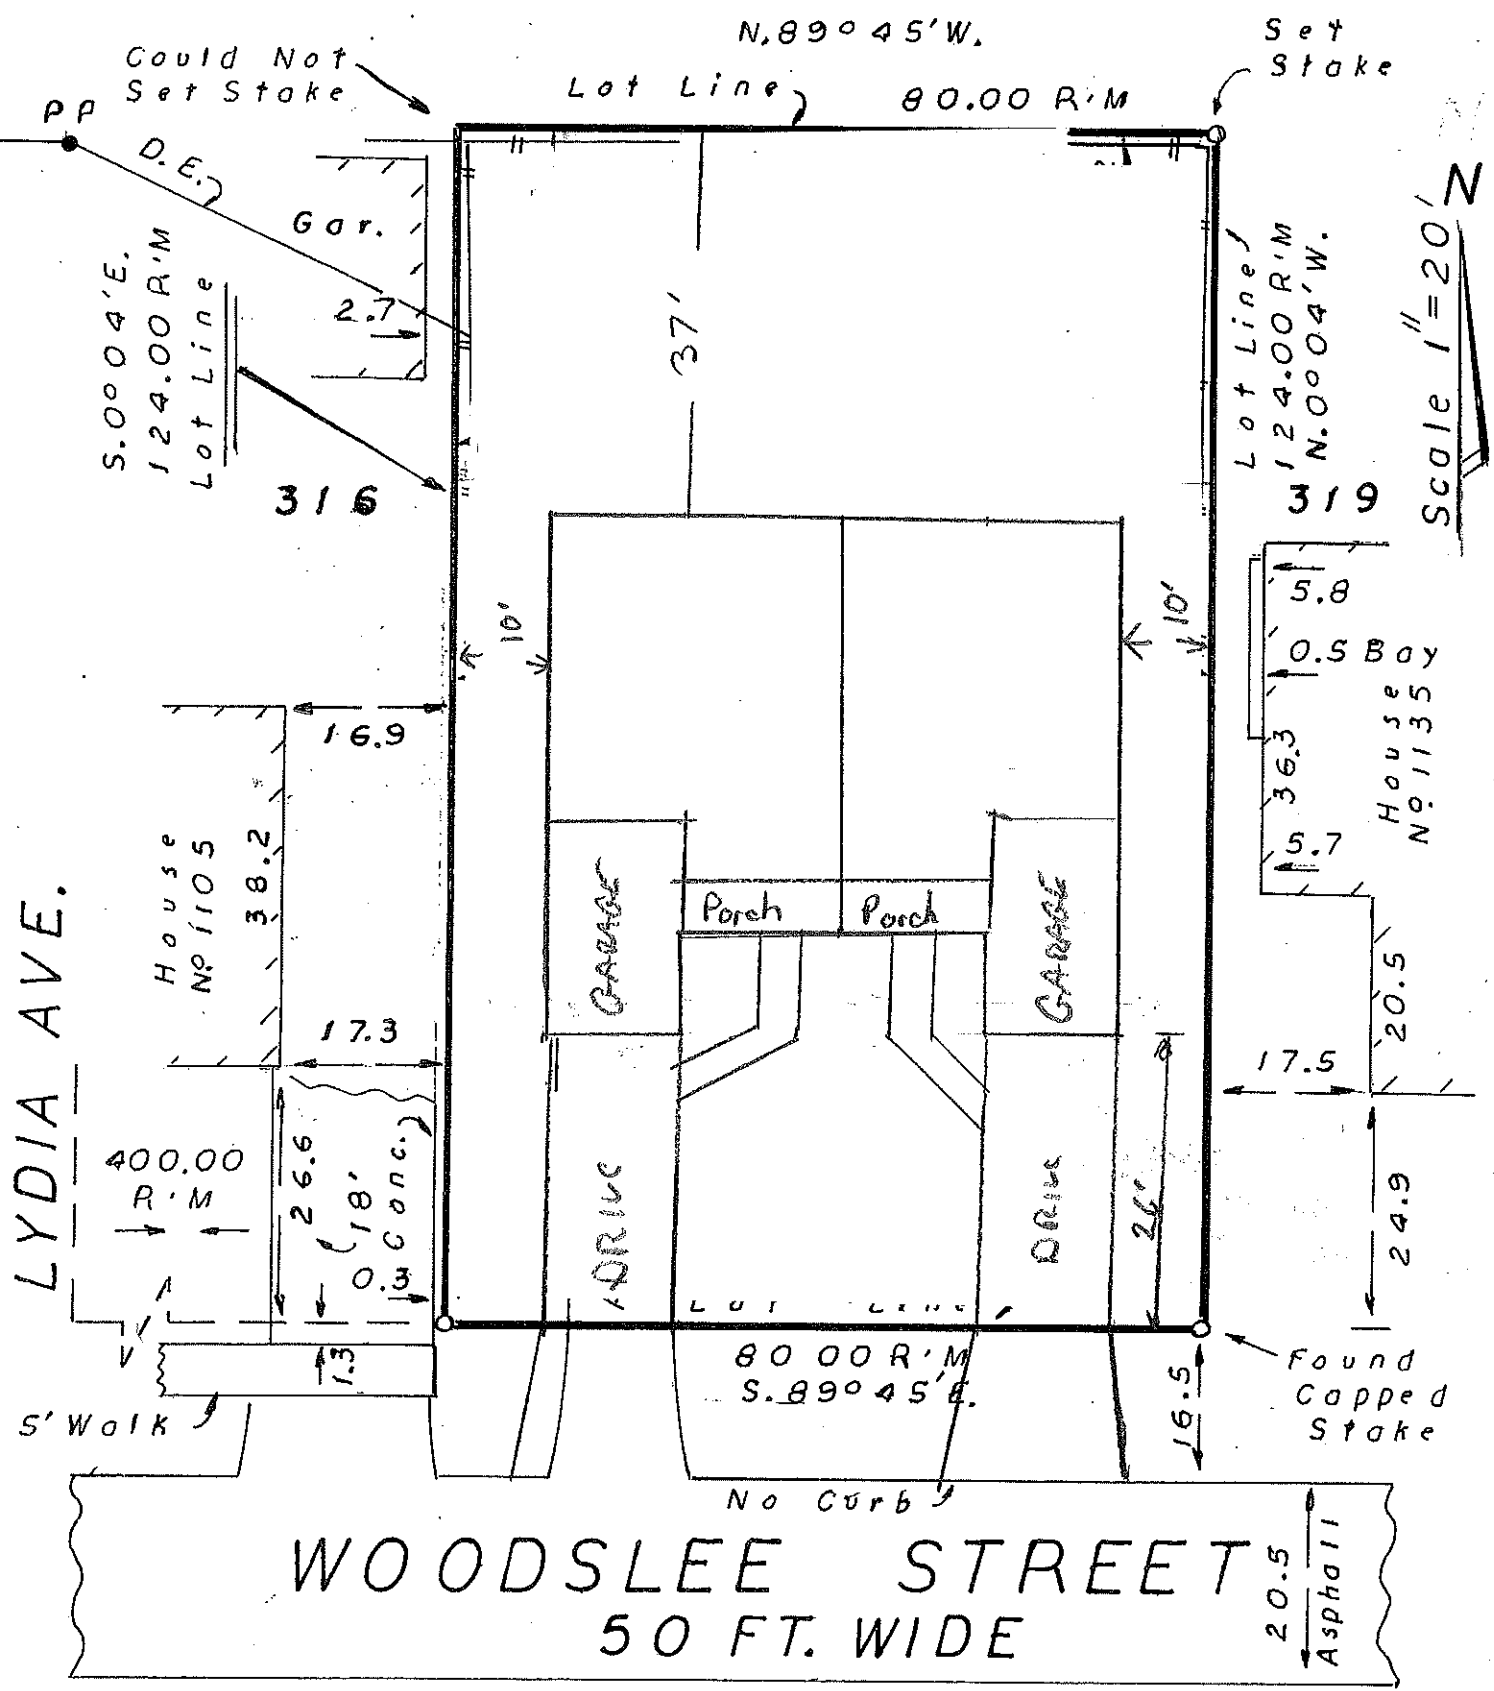 N.89°45'W.
Could Not
Set Stake
Set
Stake
Lot Line
80.00 R'M
PP
D.E.
Gar.
2.7
S.0°04'E.
124.00 R'M
Lot Line
37'
Lot Line
124.00 R'M
N.0°04'W.
N
Scale 1"=20'
316
319
10'
10'
5.8
0.5 Bay
36.3
5.7
House
Nº 1135
16.9
House
Nº 1105
38.2
17.3
GARAGE
Porch
Porch
GARAGE
20.5
17.5
24.9
LYDIA AVE.
400.00
R'M
26.6
18'
Conc.
0.3
1.3
DRIVE
DRIVE
26'
Lot Line
80 00 R'M
S.89°45'E.
16.5
Found
Capped
Stake
5' Walk
No Curb
WOODSLEE STREET
50 FT. WIDE
20.5
Asphalt